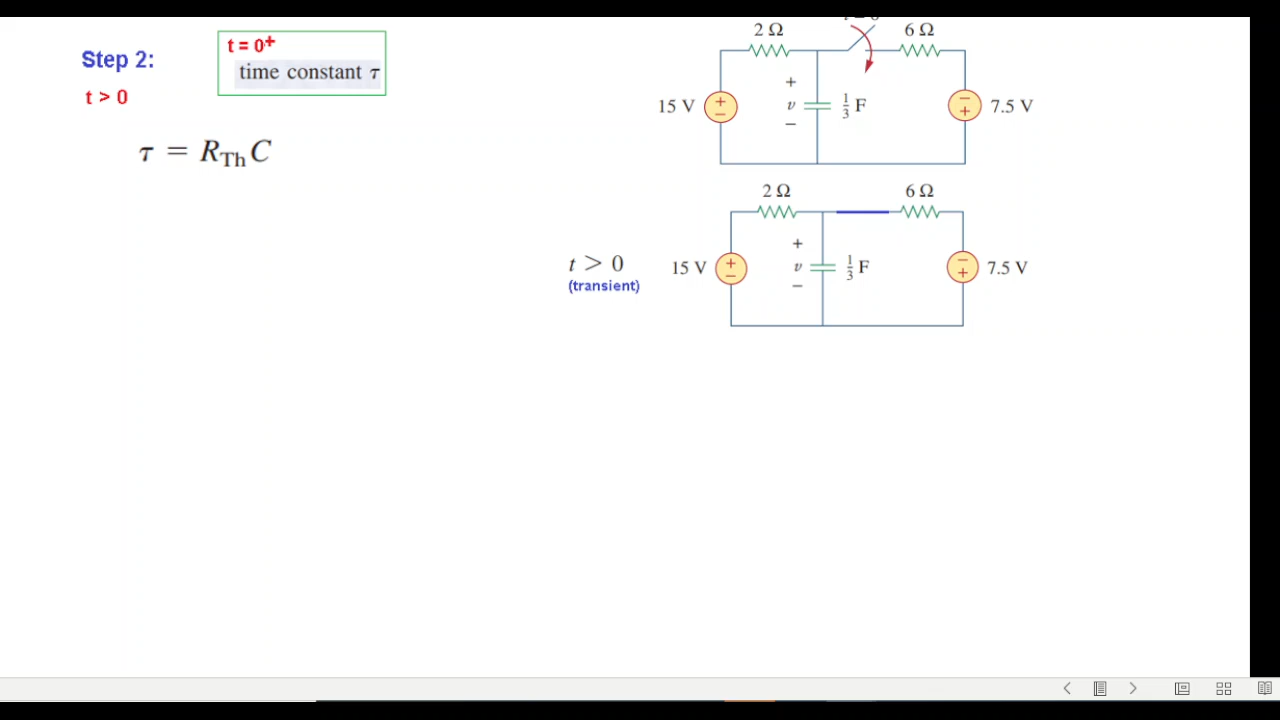 Step 2:
t = 0+
time constant τ
t > 0
τ = R_Th C
2 Ω
6 Ω
15 V
+
−
+
v
−
1/3 F
−
+
7.5 V
2 Ω
6 Ω
t > 0
(transient)
15 V
+
−
+
v
−
1/3 F
−
+
7.5 V